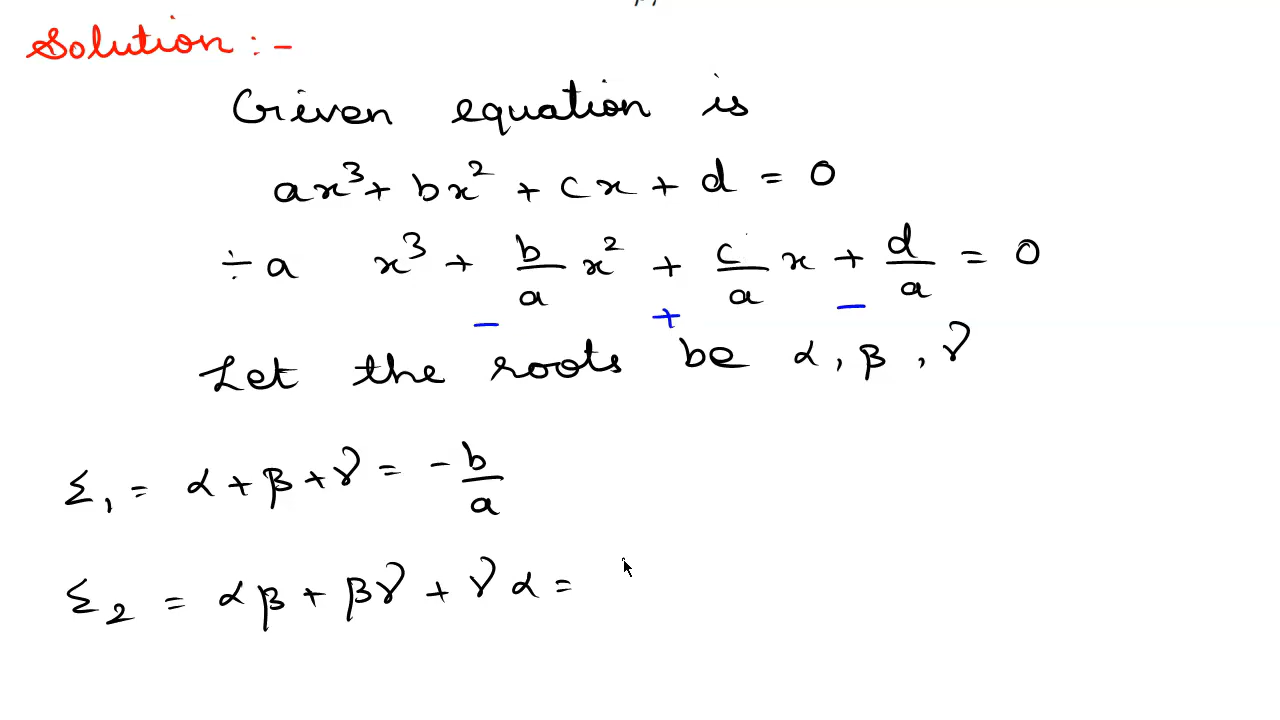 Solution :-
Given equation is
ax³ + bx² + cx + d = 0
÷ a x³ + b/a x² + c/a x + d/a = 0
− + −
Let the roots be α, β, γ
Σ₁ = α + β + γ = - b/a
Σ₂ = αβ + βγ + γα =